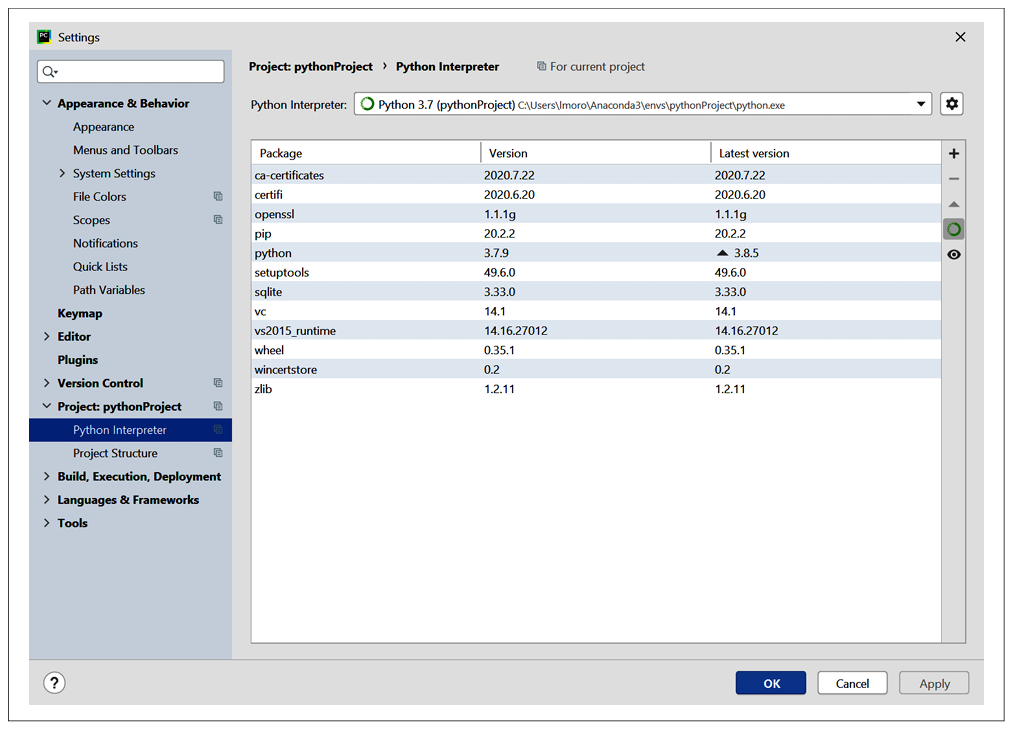 PC Settings
Project: pythonProject › Python Interpreter For current project
Python Interpreter: Python 3.7 (pythonProject) C:\Users\lmoro\Anaconda3\envs\pythonProject\python.exe
Appearance & Behavior
Appearance
Menus and Toolbars
System Settings
File Colors
Scopes
Notifications
Quick Lists
Path Variables
Keymap
Editor
Plugins
Version Control
Project: pythonProject
Python Interpreter
Project Structure
Build, Execution, Deployment
Languages & Frameworks
Tools
Package Version Latest version
ca-certificates 2020.7.22 2020.7.22
certifi 2020.6.20 2020.6.20
openssl 1.1.1g 1.1.1g
pip 20.2.2 20.2.2
python 3.7.9 3.8.5
setuptools 49.6.0 49.6.0
sqlite 3.33.0 3.33.0
vc 14.1 14.1
vs2015_runtime 14.16.27012 14.16.27012
wheel 0.35.1 0.35.1
wincertstore 0.2 0.2
zlib 1.2.11 1.2.11
? OK Cancel Apply